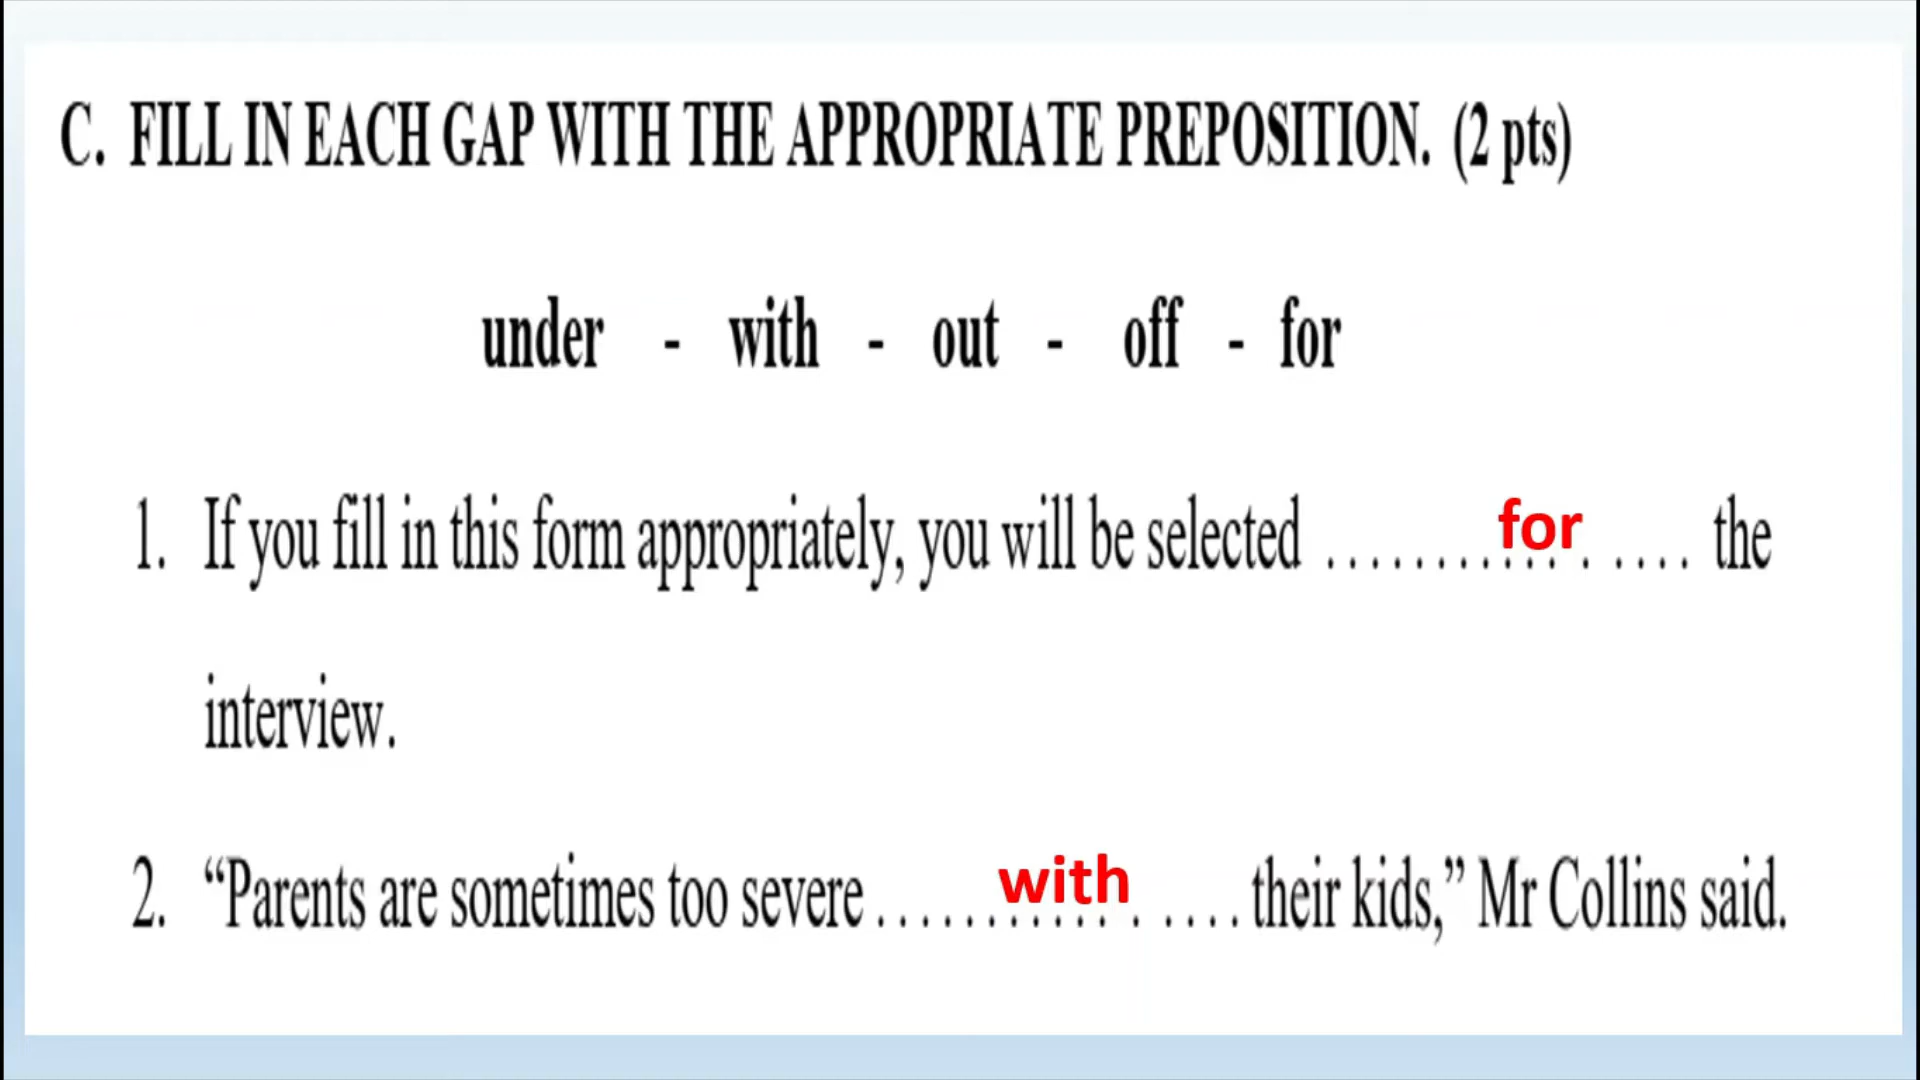 C. FILL IN EACH GAP WITH THE APPROPRIATE PREPOSITION. (2 pts)
under - with - out - off - for
1. If you fill in this form appropriately, you will be selected ...........for..... the
interview.
2. “Parents are sometimes too severe ...........with..... their kids,” Mr Collins said.